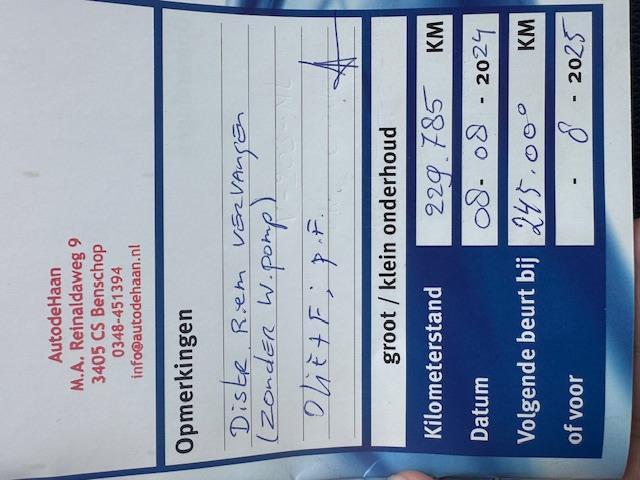 AutodeHaan
M.A. Reinaldaweg 9
3405 CS Benschop
0348-451394
info@autodehaan.nl
Opmerkingen
Distr. Riem vervangen
(zonder w.pomp)
Olie + F ; p.F.
groot / klein onderhoud
Kilometerstand 229.785 KM
Datum 08 - 08 - 2024
Volgende beurt bij 245.000 KM
of voor - 8 - 2025